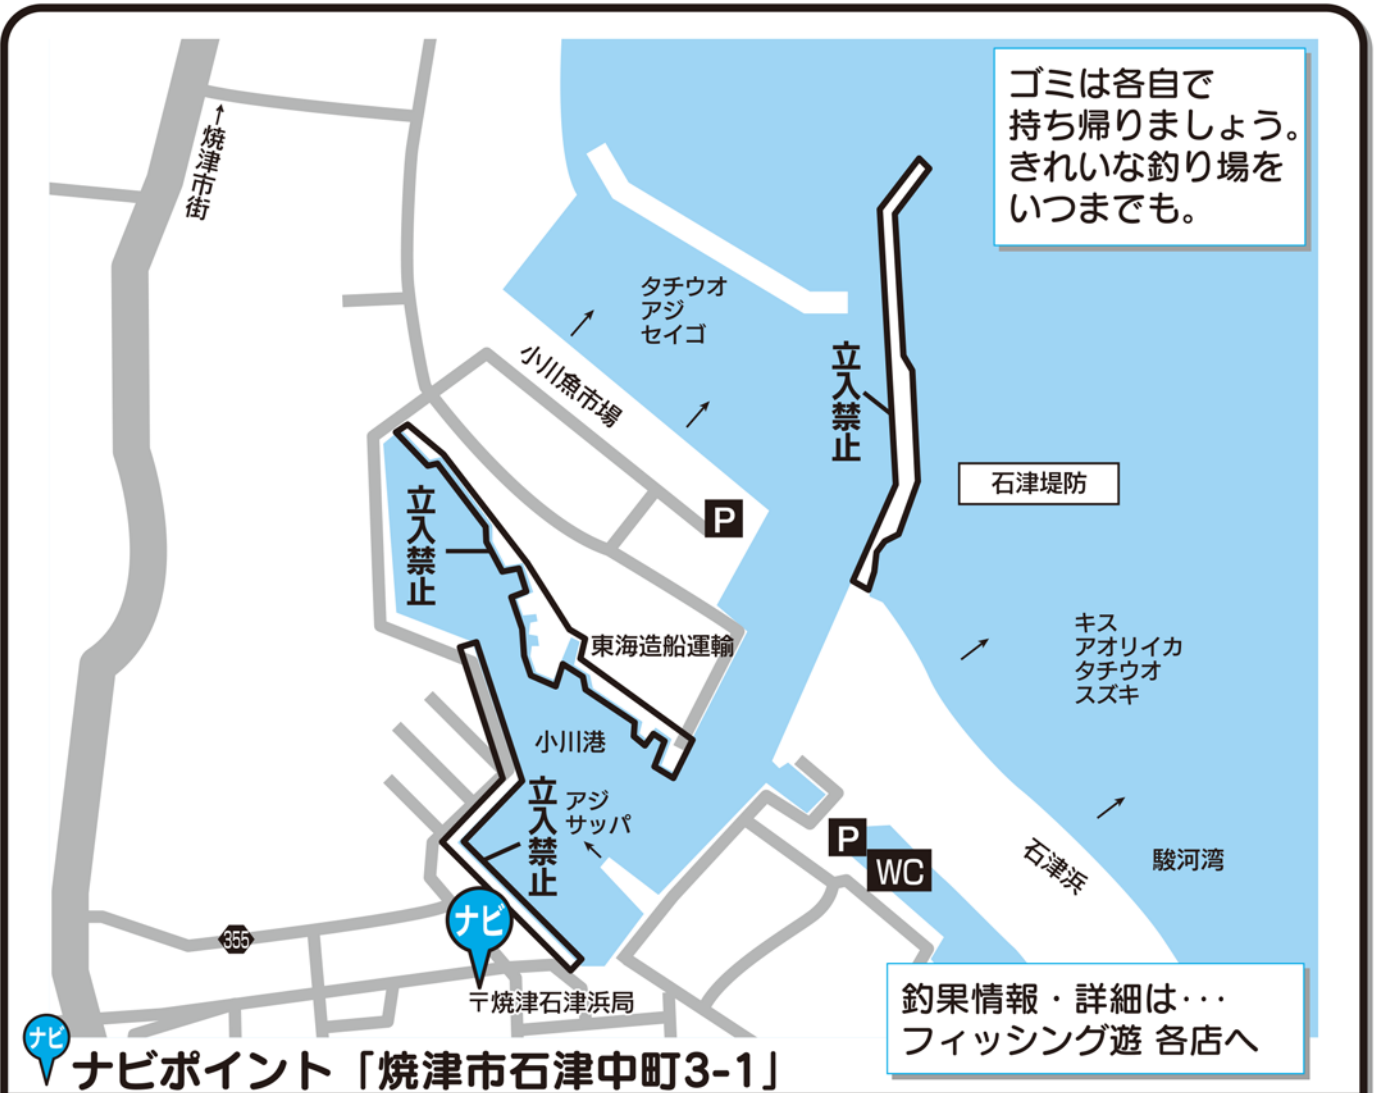 ゴミは各自で
持ち帰りましょう。
きれいな釣り場を
いつまでも。
↑焼津市街
タチウオ
アジ
セイゴ
小川魚市場
立入禁止
石津堤防
P
立入禁止
東海造船運輸
キス
アオリイカ
タチウオ
スズキ
小川港
立入禁止
アジ
サッパ
P
WC
石津浜
駿河湾
355
ナビ
〒焼津石津浜局
釣果情報・詳細は…
フィッシング遊 各店へ
ナビ
ナビポイント「焼津市石津中町3-1」